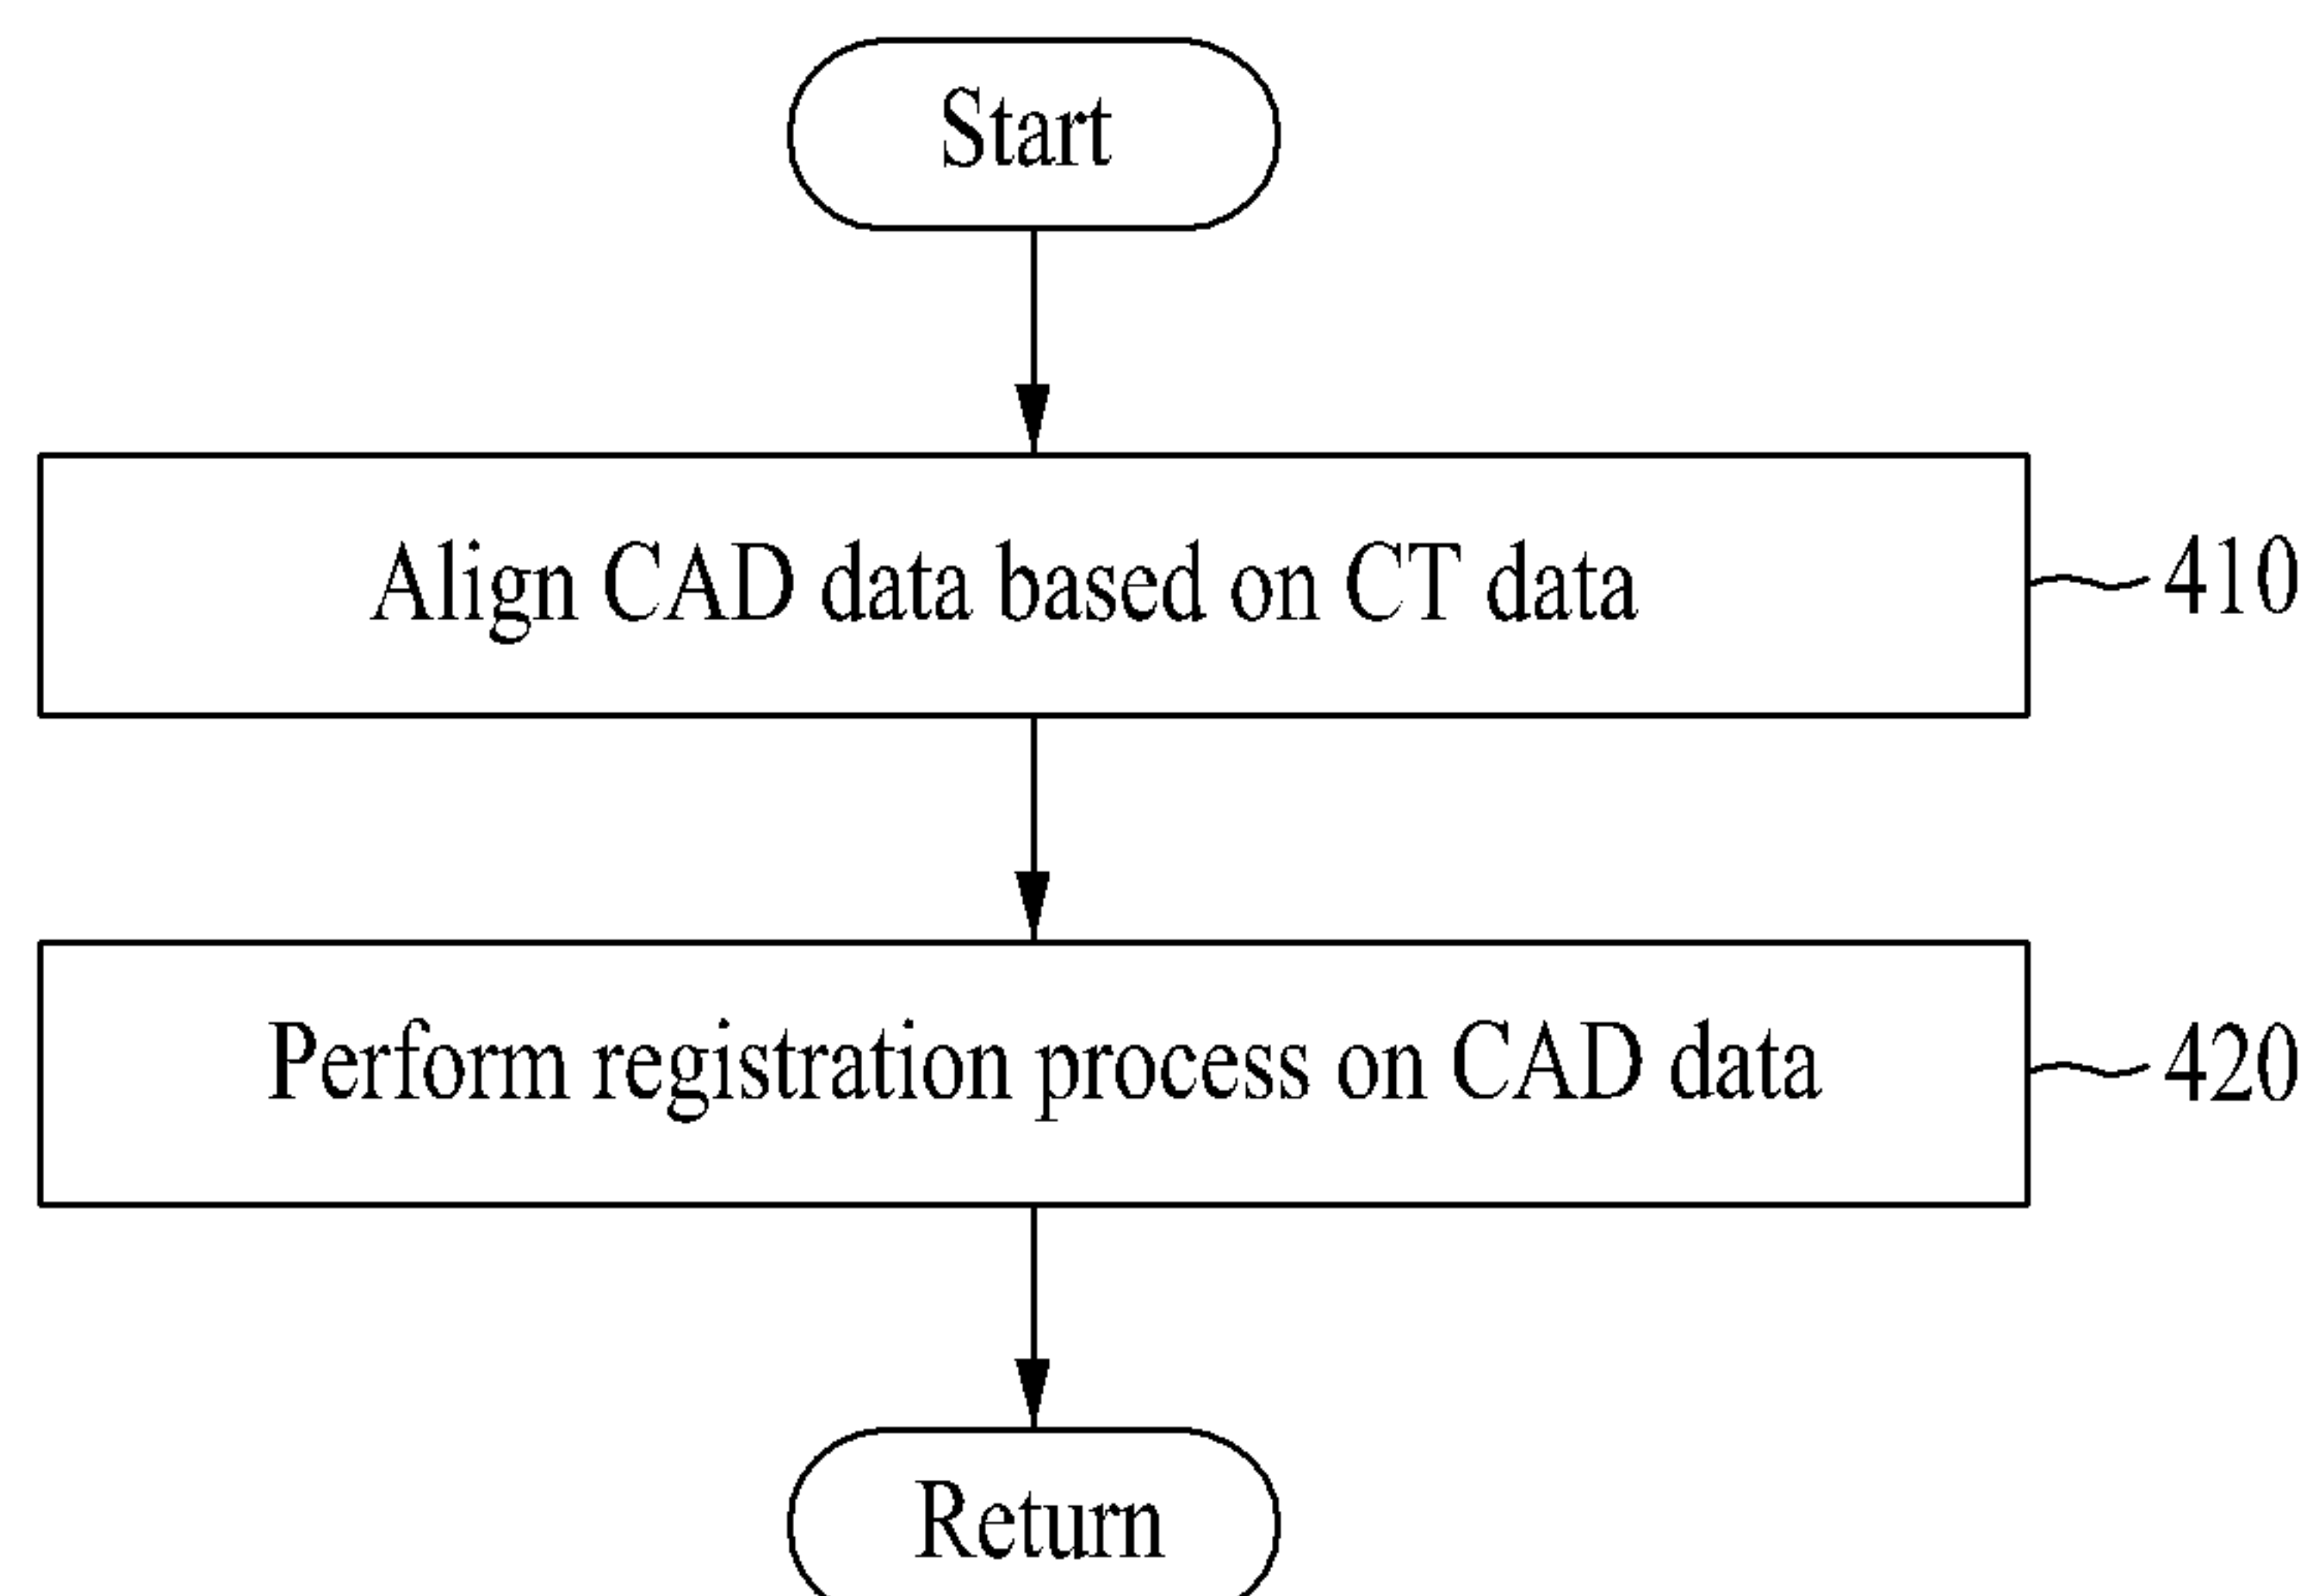 Start
Align CAD data based on CT data
410
Perform registration process on CAD data
420
Return